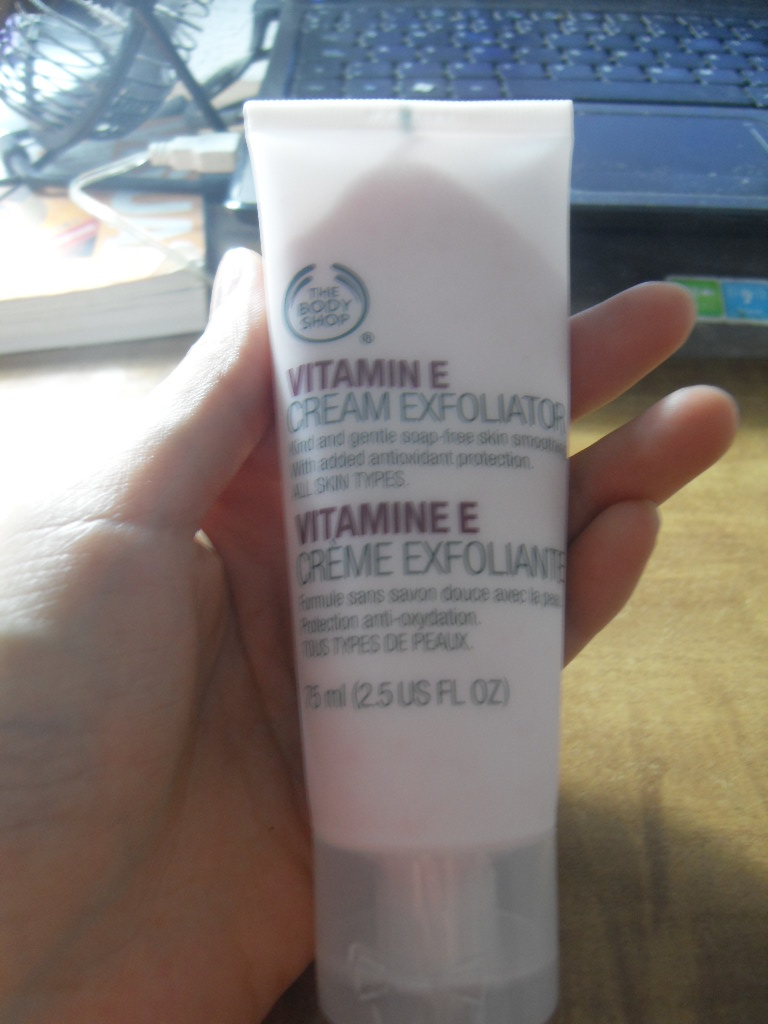 THE
BODY
SHOP
®
VITAMIN E
CREAM EXFOLIATOR
Kind and gentle soap-free skin
With added antioxidant protection.
ALL SKIN TYPES.
VITAMINE E
CRÈME EXFOLIANTE
Formule sans savon douce avec la peau
Protection anti-oxydation.
TOUS TYPES DE PEAUX.
75 ml (2.5 US FL OZ)